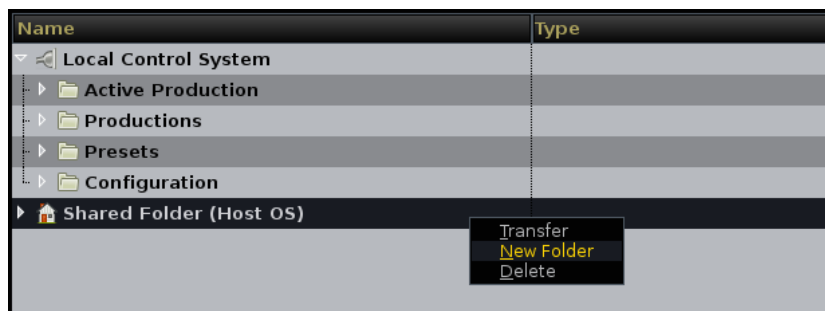 Name Type
Local Control System
Active Production
Productions
Presets
Configuration
Shared Folder (Host OS)
Transfer
New Folder
Delete